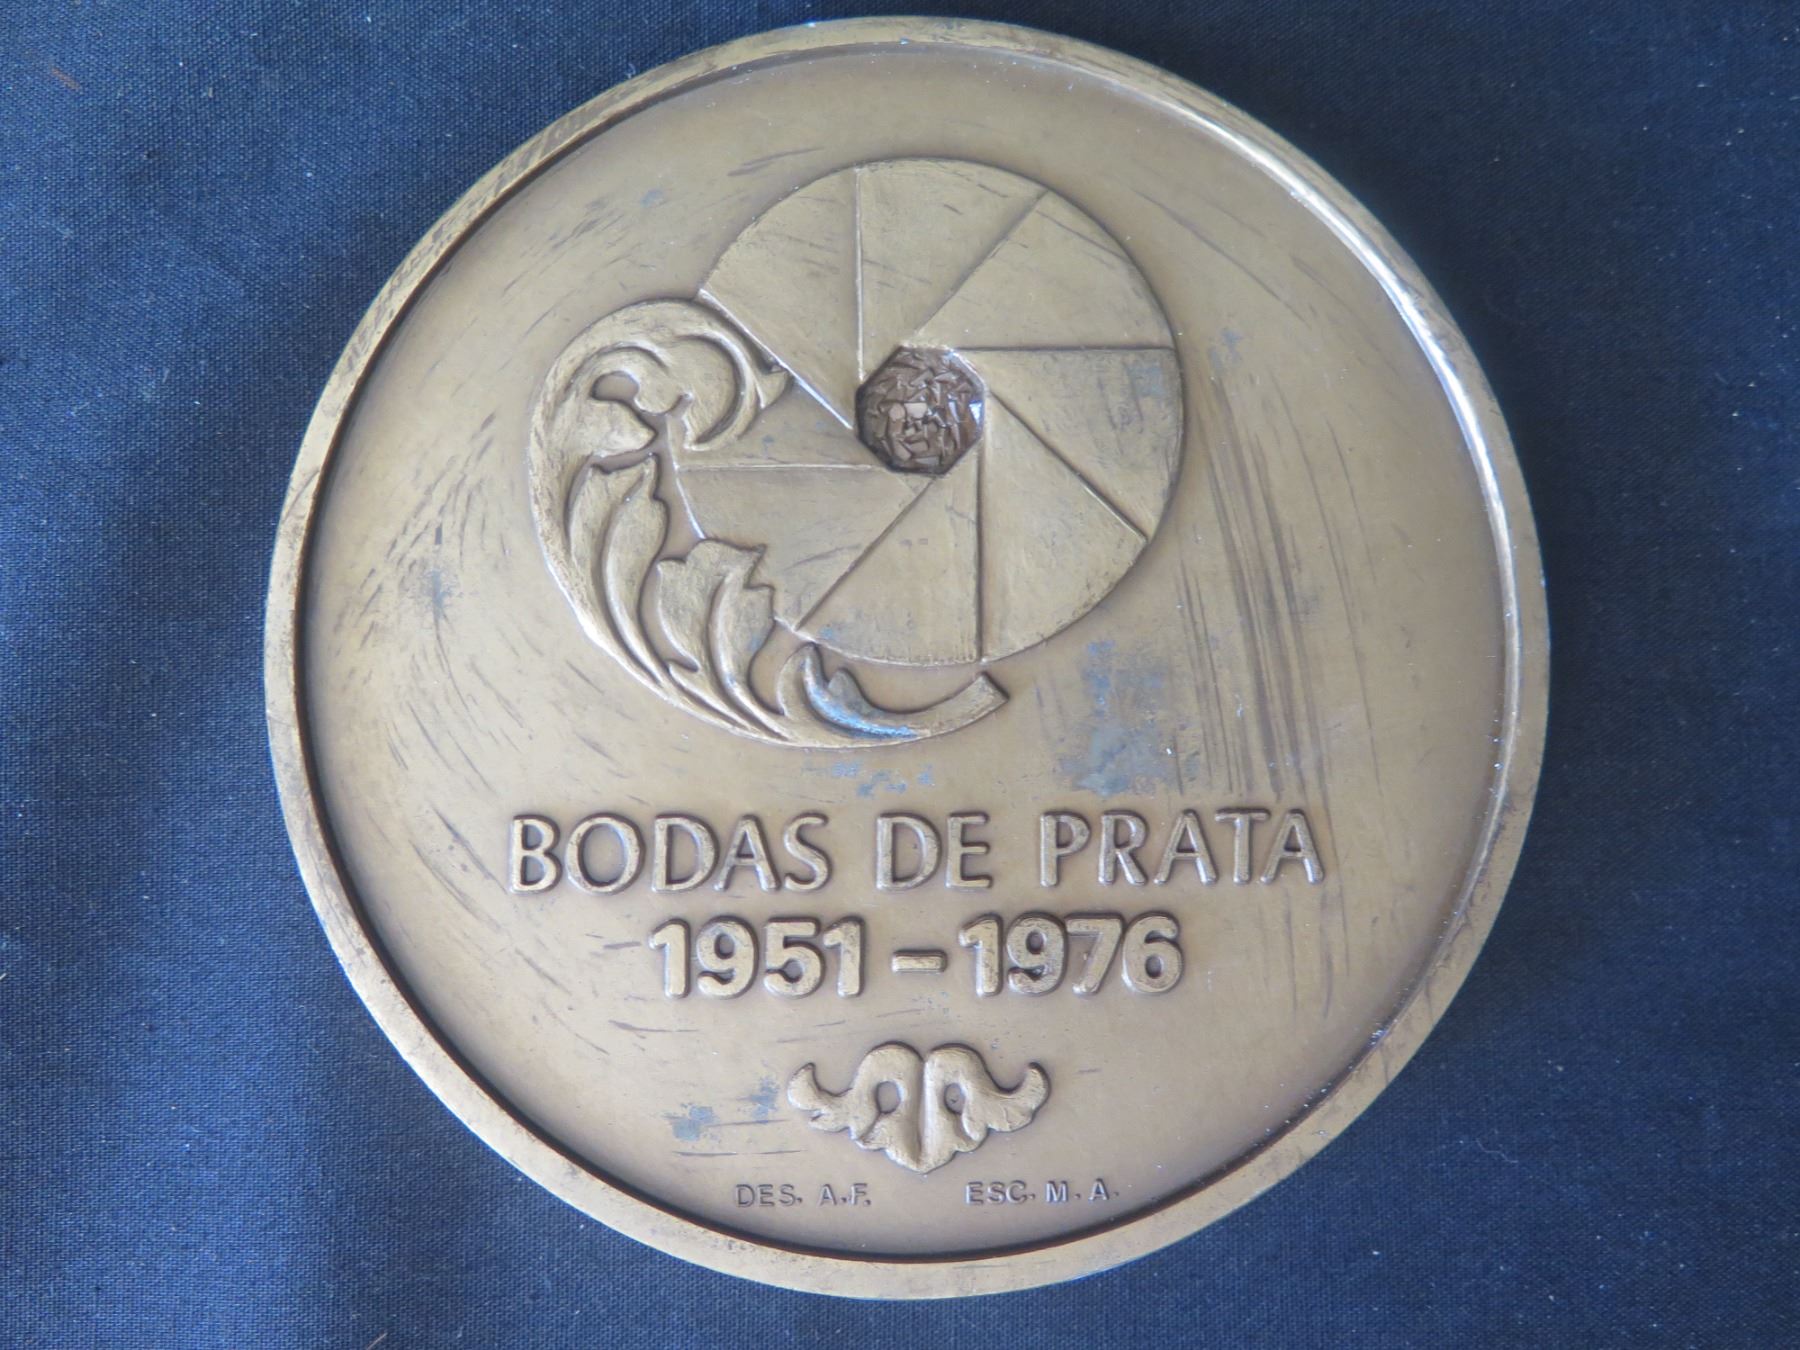 BODAS DE PRATA
1951-1976
DES. A.F. ESC. M.A.